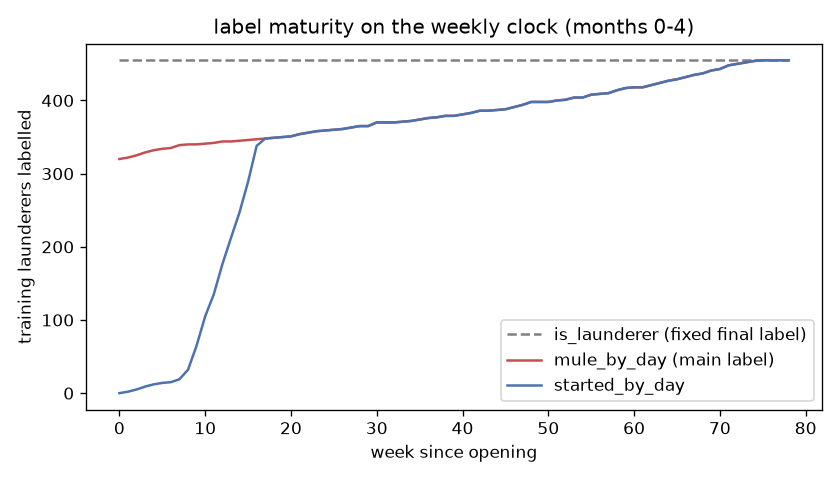 label maturity on the weekly clock (months 0-4)
training launderers labelled
400
300
200
100
0
is_launderer (fixed final label)
mule_by_day (main label)
started_by_day
0 10 20 30 40 50 60 70 80
week since opening